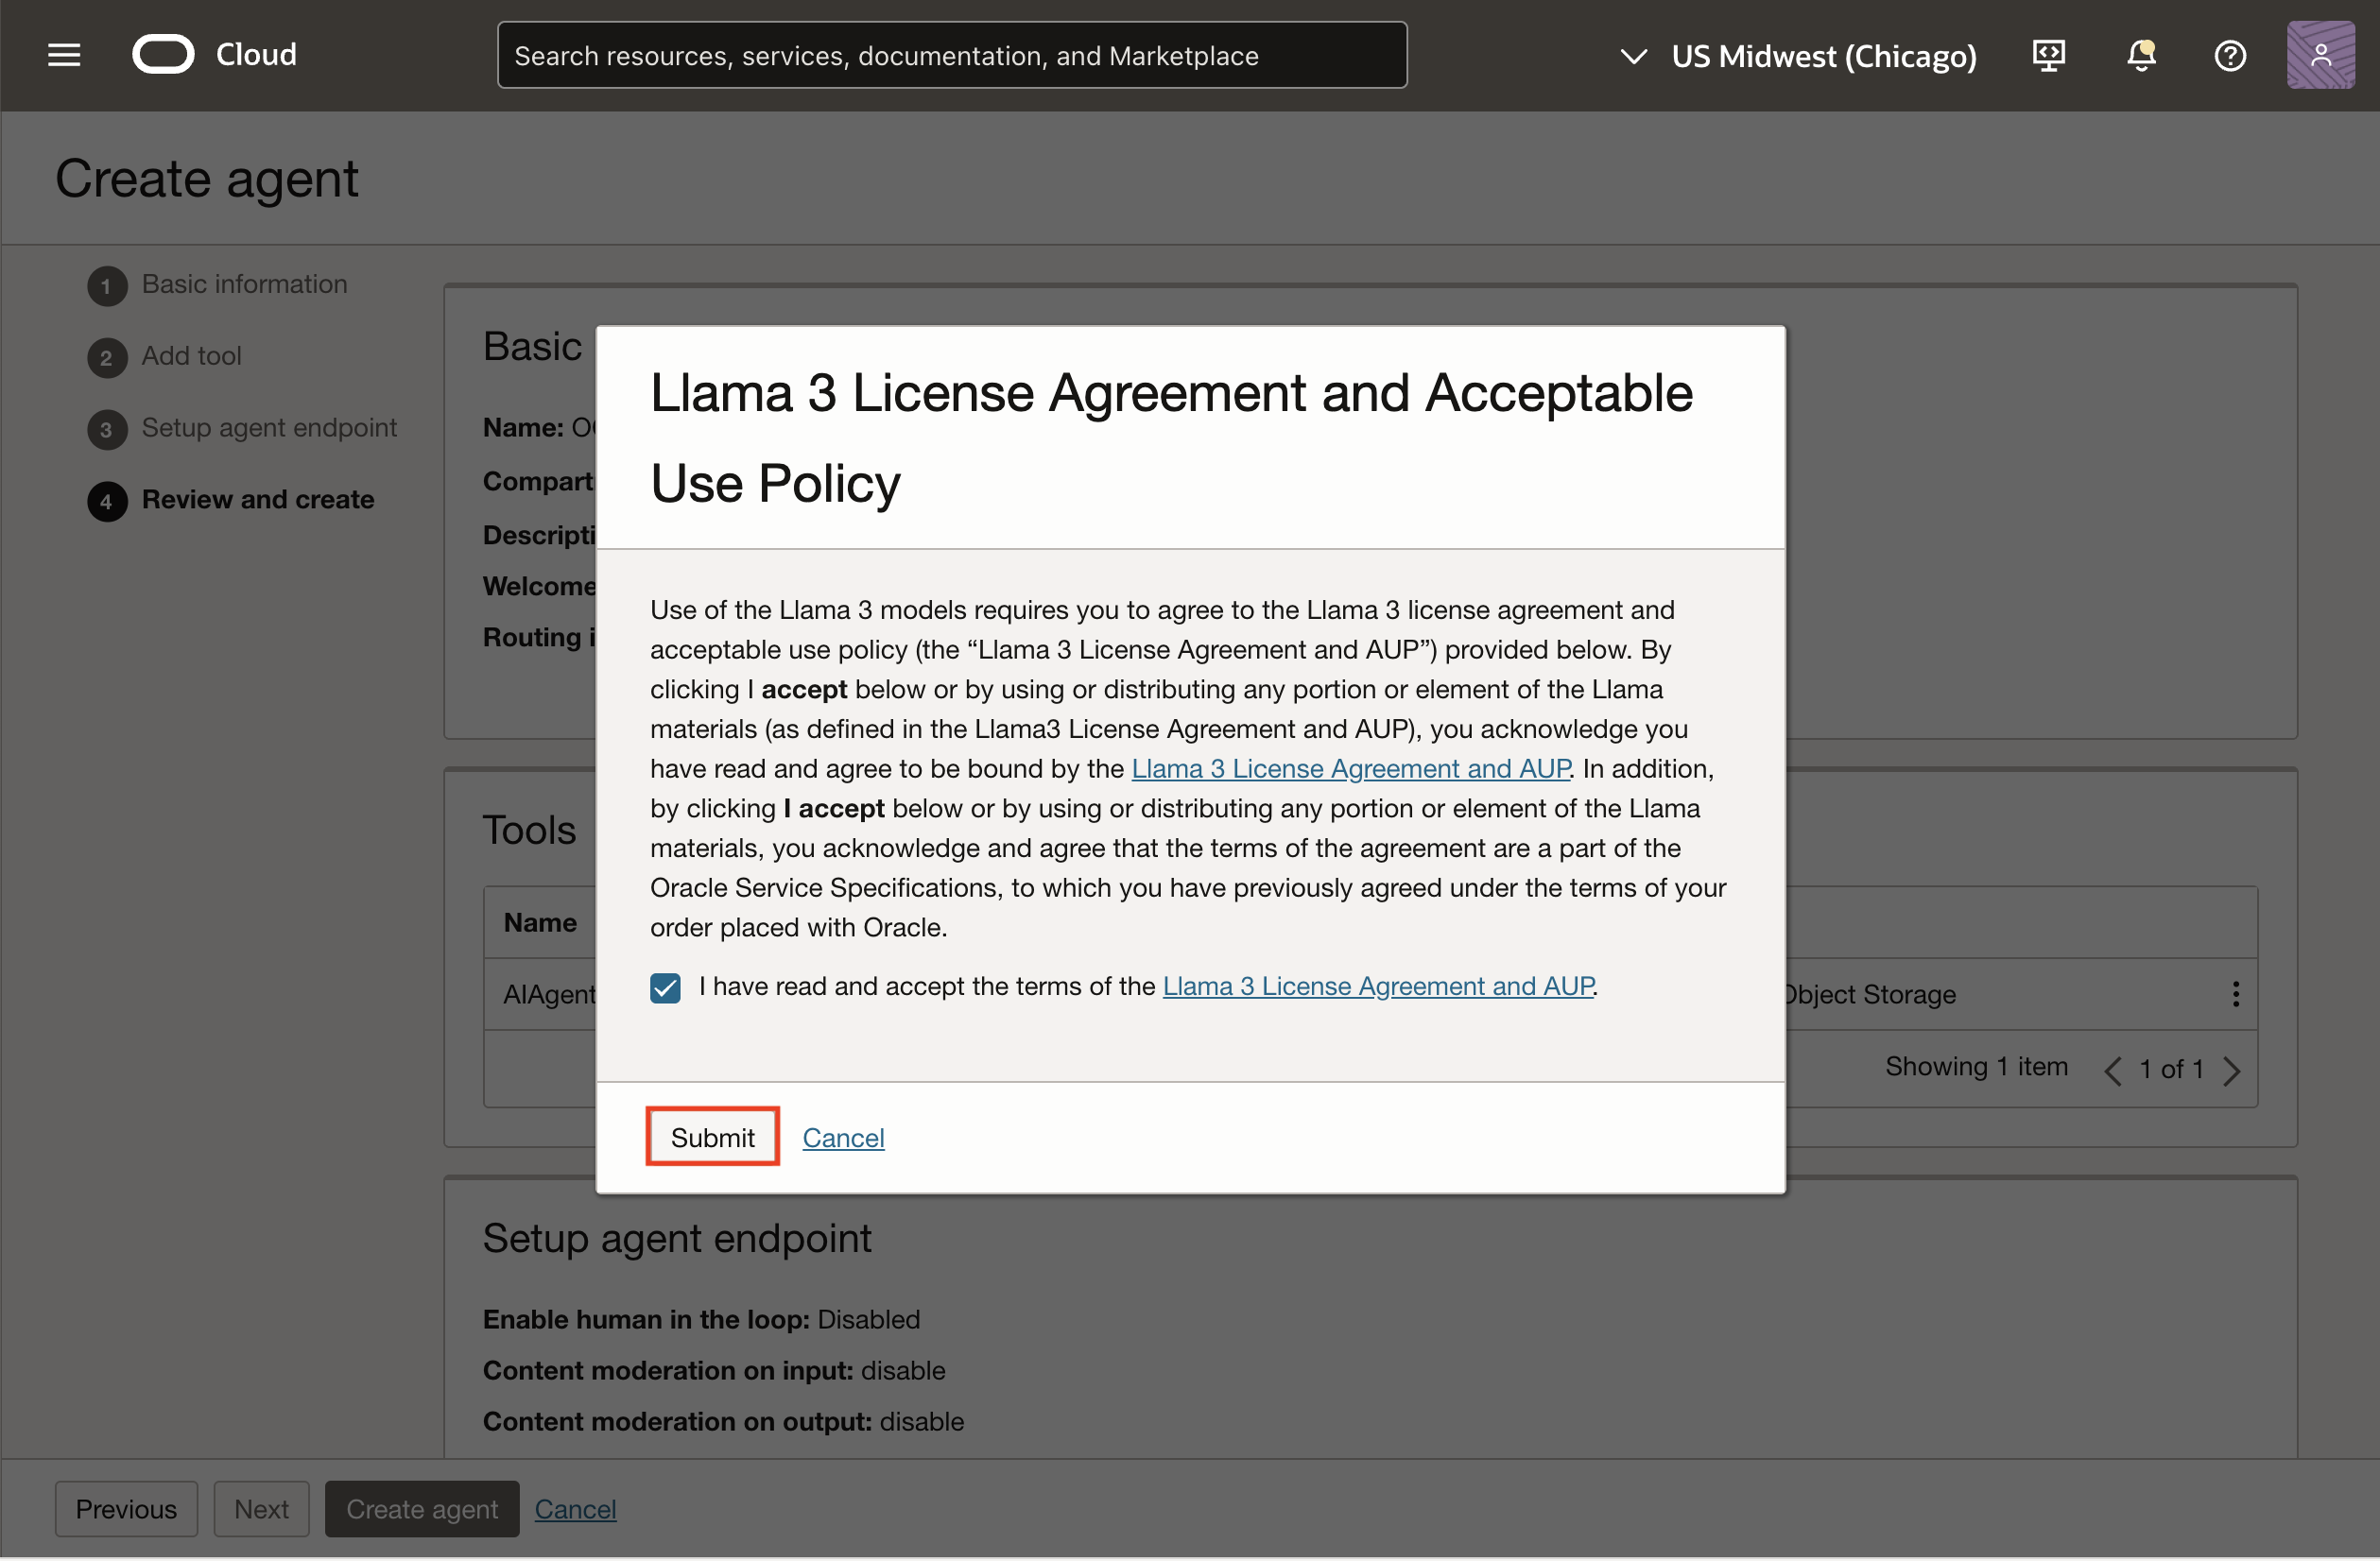 Cloud
Search resources, services, documentation, and Marketplace
US Midwest (Chicago)
Create agent
1 Basic information
2 Add tool
3 Setup agent endpoint
4 Review and create
Basic
Name:
Llama 3 License Agreement and Acceptable
Use Policy
Use of the Llama 3 models requires you to agree to the Llama 3 license agreement and
acceptable use policy (the “Llama 3 License Agreement and AUP”) provided below. By
clicking I accept below or by using or distributing any portion or element of the Llama
materials (as defined in the Llama3 License Agreement and AUP), you acknowledge you
have read and agree to be bound by the Llama 3 License Agreement and AUP. In addition,
by clicking I accept below or by using or distributing any portion or element of the Llama
materials, you acknowledge and agree that the terms of the agreement are a part of the
Oracle Service Specifications, to which you have previously agreed under the terms of your
order placed with Oracle.
I have read and accept the terms of the Llama 3 License Agreement and AUP.
Submit Cancel
Welcome
Routing
Tools
Name
AIAgent
Object Storage
Showing 1 item 1 of 1
Setup agent endpoint
Enable human in the loop: Disabled
Content moderation on input: disable
Content moderation on output: disable
Previous Next Create agent Cancel